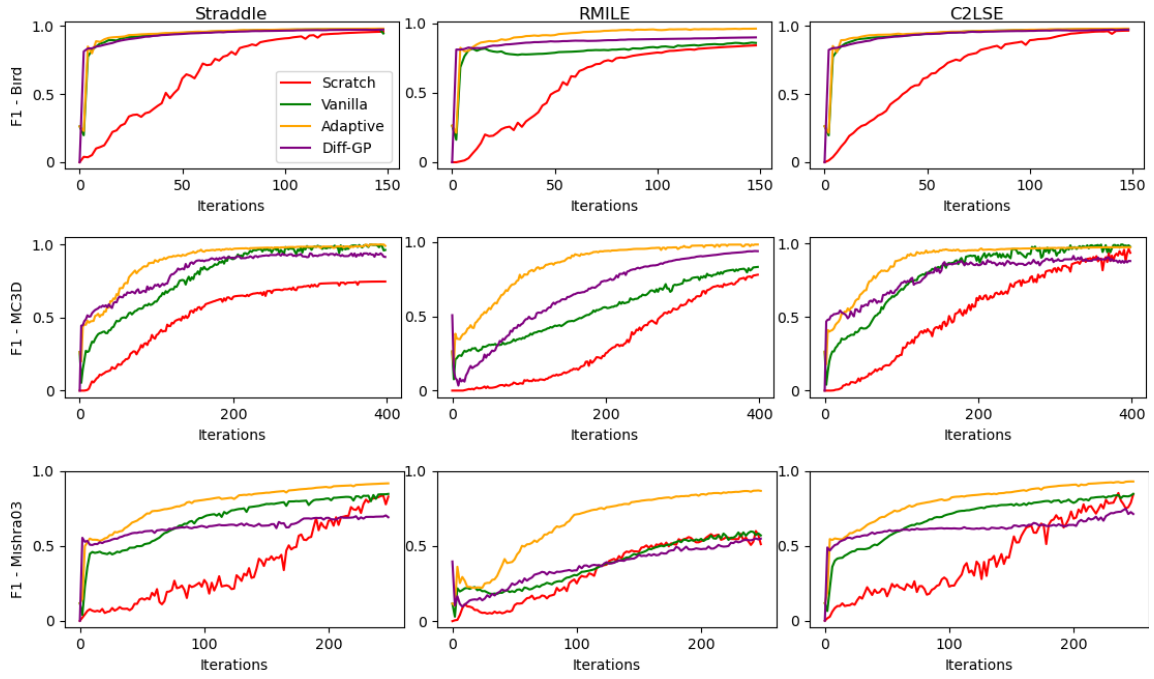 Straddle
RMILE
C2LSE
F1 - Bird
1.0
0.5
0
Scratch
Vanilla
Adaptive
Diff-GP
0 50 100 150
Iterations
1.0
0.5
0
0 50 100 150
Iterations
1.0
0.5
0
0 50 100 150
Iterations
F1 - MC3D
1.0
0.5
0
0 200 400
Iterations
1.0
0.5
0
0 200 400
Iterations
1.0
0.5
0
0 200 400
Iterations
F1 - Mishra03
1.0
0.5
0
0 100 200
Iterations
1.0
0.5
0
0 100 200
Iterations
1.0
0.5
0
0 100 200
Iterations